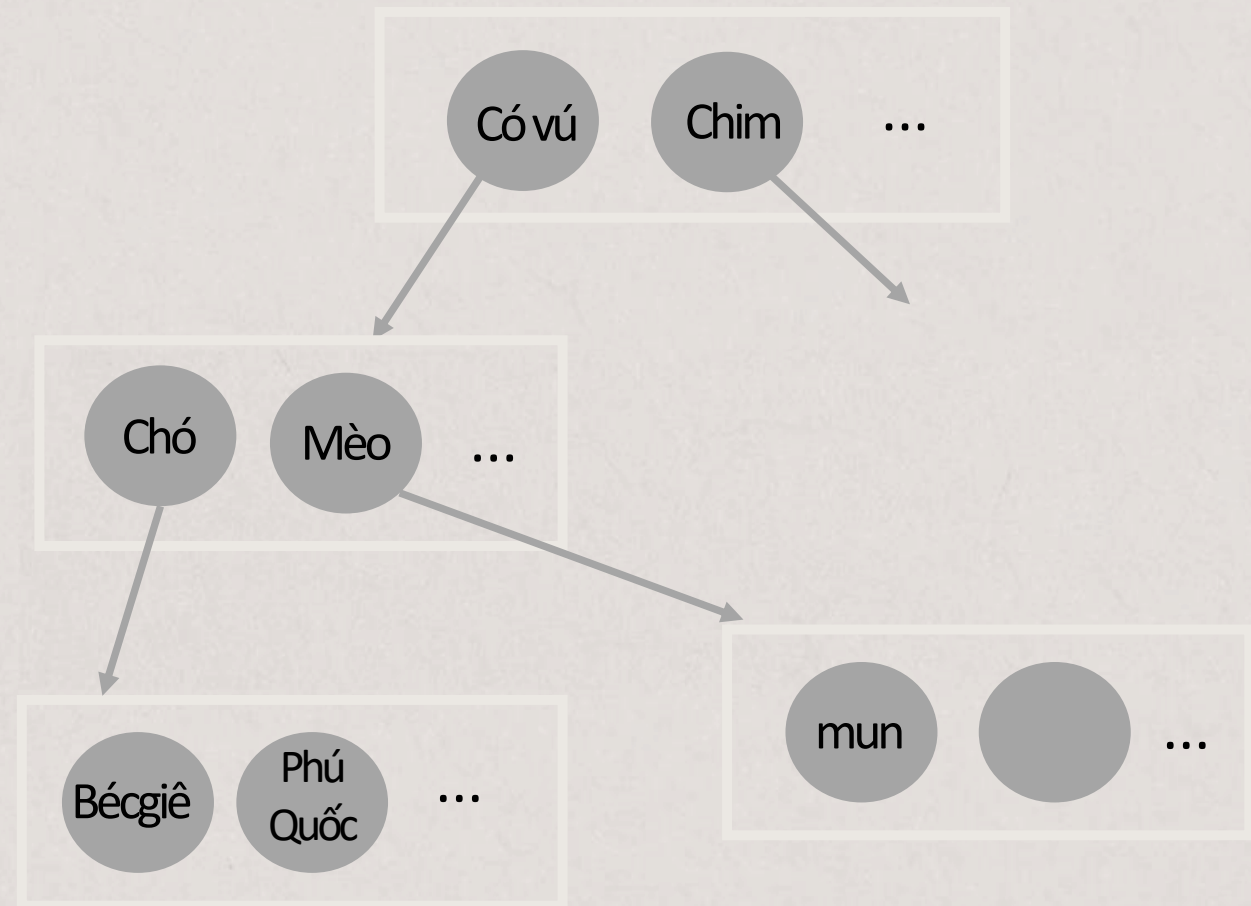 Có vú Chim ...
Chó Mèo ...
mun ...
Bécgiê Phú Quốc ...